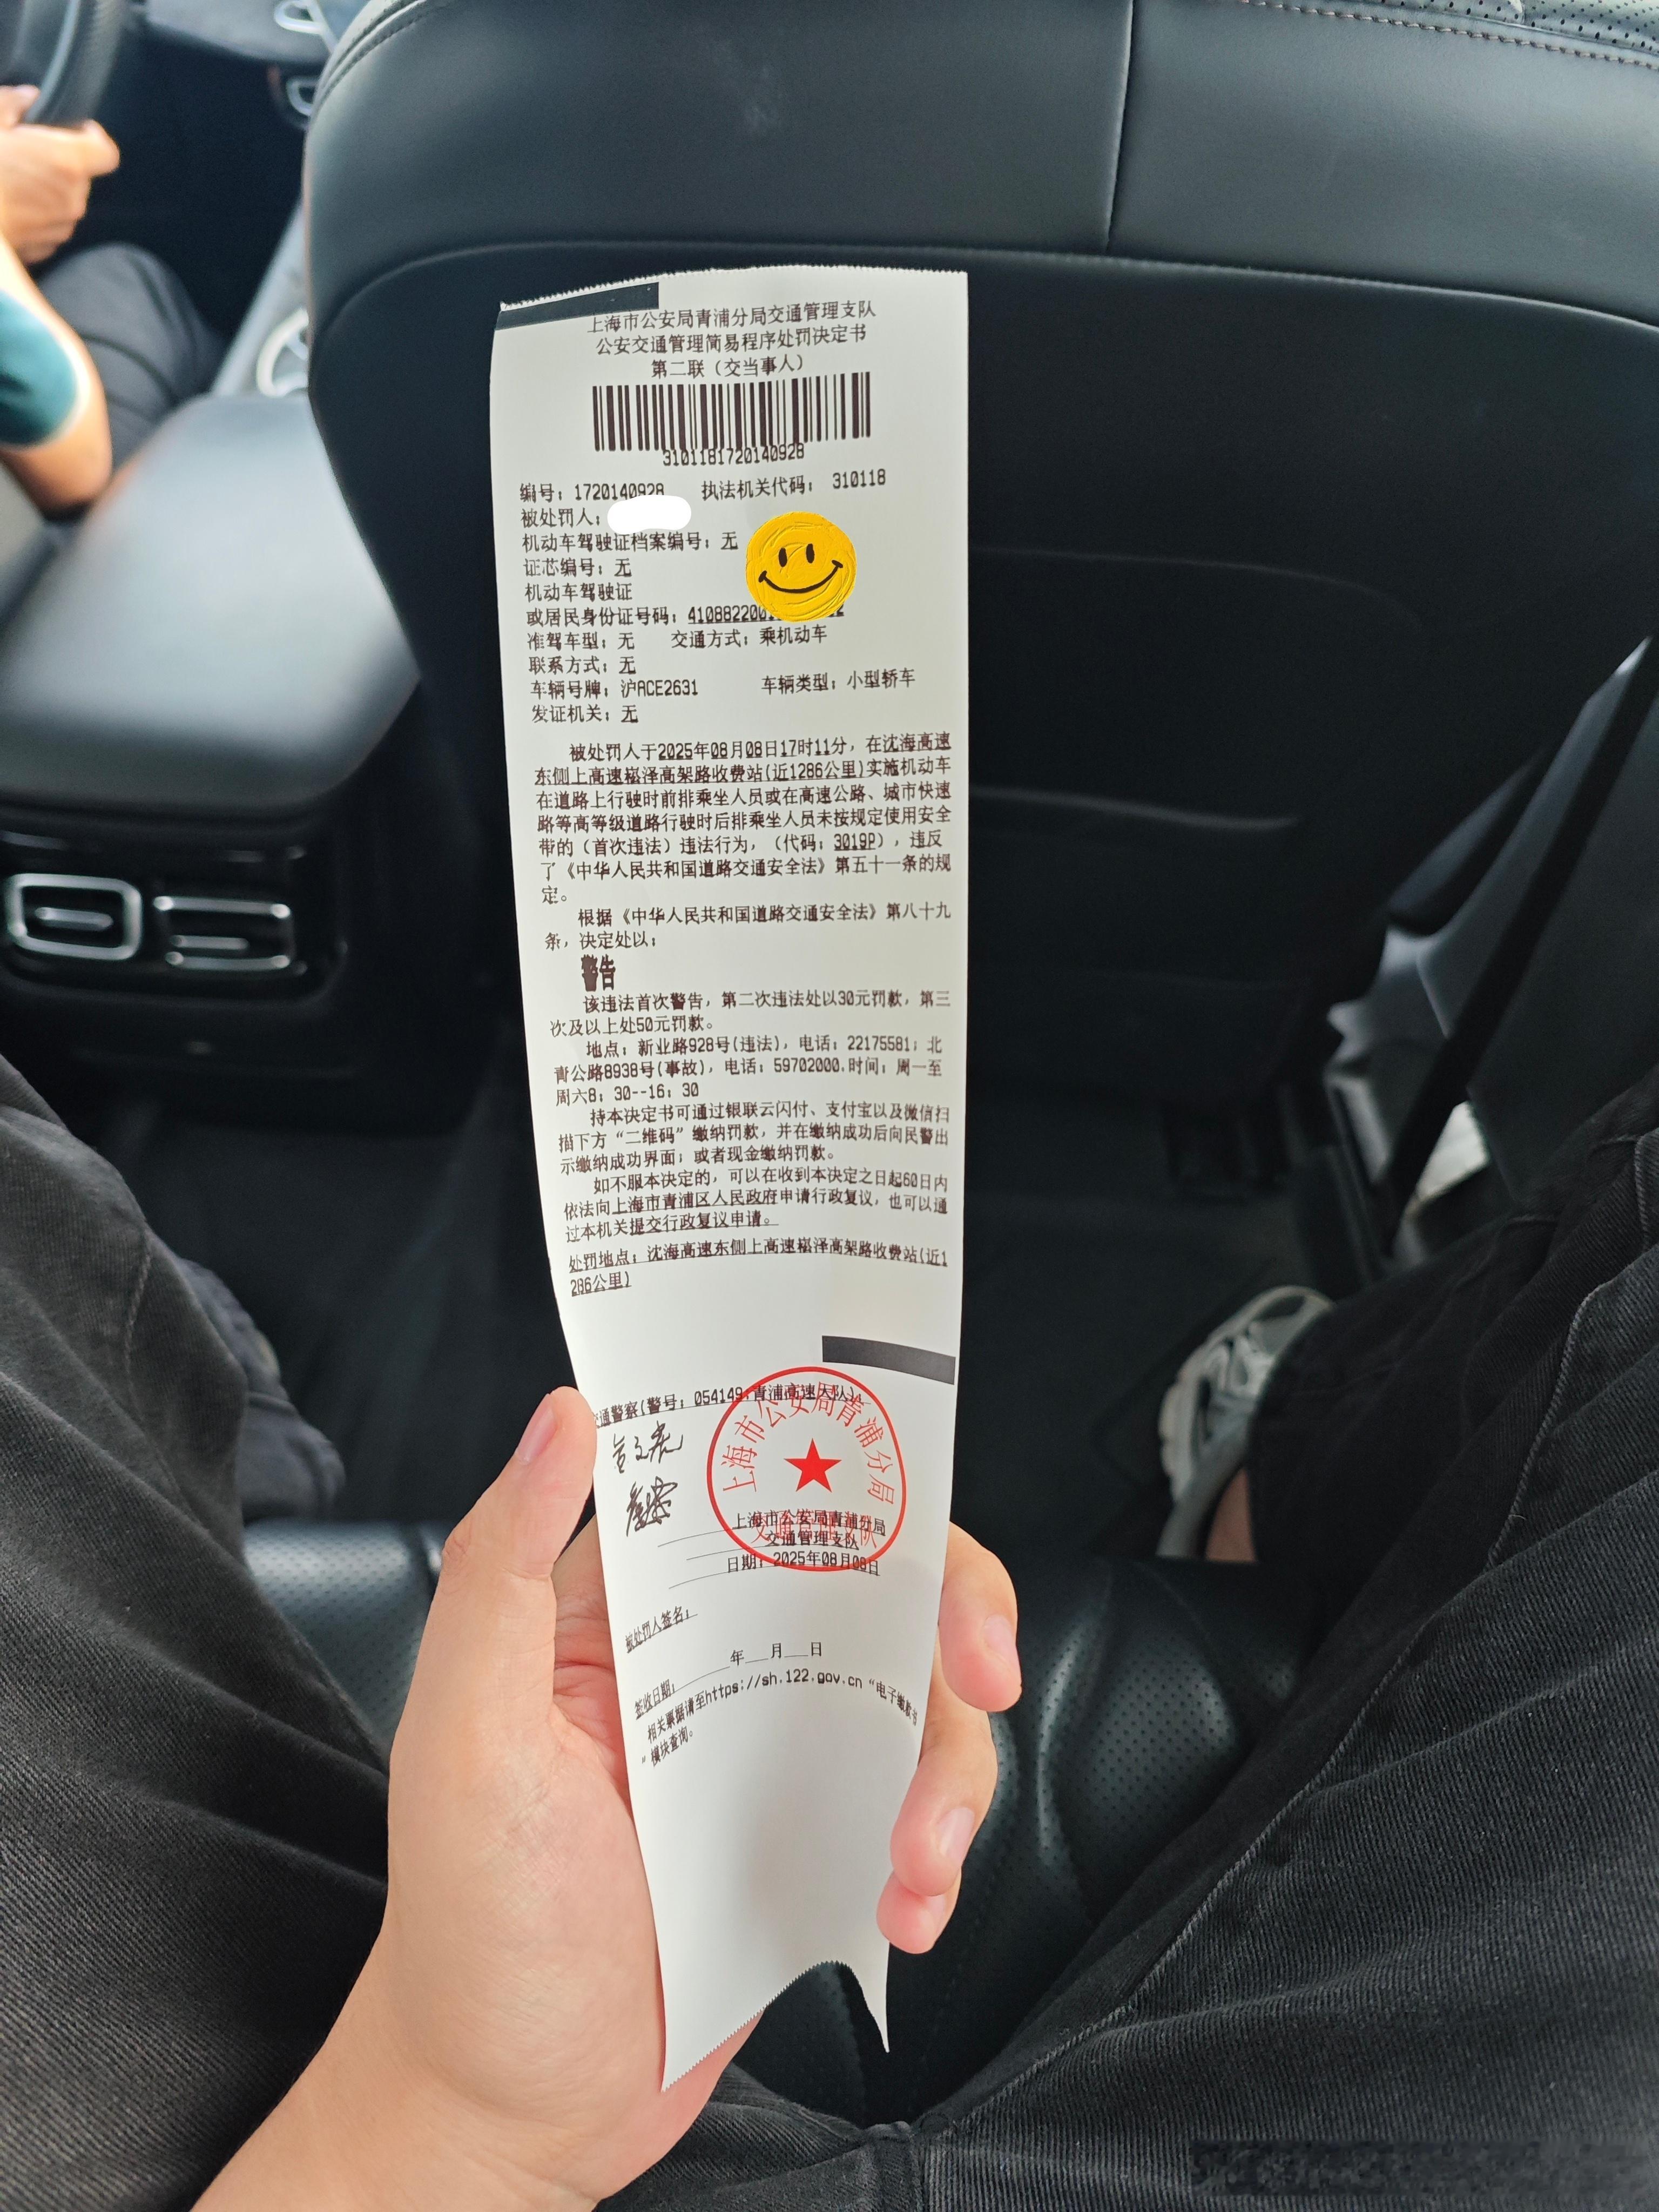 上海市公安局青浦分局交通管理支队
公安交通管理简易程序处罚决定书
第二联（交当事人）
3101181720140928
编号：1720140928 执法机关代码：310118
被处罚人：
机动车驾驶证档案编号：无
证芯编号：无
机动车驾驶证
或居民身份证号码：4108822001
准驾车型：无 交通方式：乘机动车
联系方式：无
车辆号牌：沪ACE2631 车辆类型：小型轿车
发证机关：无
被处罚人于2025年08月08日17时11分，在沈海高速
东侧上高速崧泽高架路收费站(近1286公里)实施机动车
在道路上行驶时前排乘坐人员或在高速公路、城市快速
路等高等级道路行驶时后排乘坐人员未按规定使用安全
带的（首次违法）违法行为，（代码：3019P），违反
了《中华人民共和国道路交通安全法》第五十一条的规
定。
根据《中华人民共和国道路交通安全法》第八十九
条，决定处以：
警告
该违法首次警告，第二次违法处以30元罚款，第三
次及以上处50元罚款。
地点：新业路928号(违法)，电话：22175581；北
青公路8938号(事故)，电话：59702000.时间：周一至
周六8：30--16：30
持本决定书可通过银联云闪付、支付宝以及微信扫
描下方“二维码”缴纳罚款，并在缴纳成功后向民警出
示缴纳成功界面；或者现金缴纳罚款。
如不服本决定的，可以在收到本决定之日起60日内
依法向上海市青浦区人民政府申请行政复议，也可以通
过本机关提交行政复议申请。
处罚地点：沈海高速东侧上高速崧泽高架路收费站(近1
286公里)
交通警察(警号：054149，青浦高速大队)
上海市公安局青浦分局
上海市公安局青浦分局
交通管理支队
日期：2025年08月08日
被处罚人签名：
签收日期： 年 月 日
相关票据请至https://sh.122.gov.cn“电子缴款书
”模块查询。